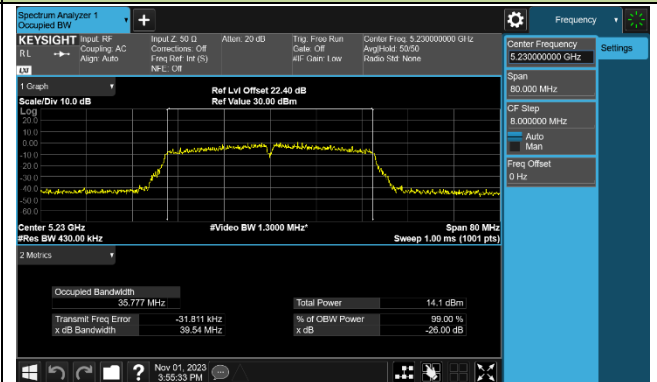 Spectrum Analyzer 1
Occupied BW
Frequency
KEYSIGHT
RL
LXI
Input: RF
Coupling: AC
Align: Auto
Input Z: 50 Ω
Corrections: Off
Freq Ref: Int (S)
NFE: Off
Atten: 20 dB
Trig: Free Run
Gate: Off
#IF Gain: Low
Center Freq: 5.230000000 GHz
Avg|Hold: 50/50
Radio Std: None
Center Frequency
5.230000000 GHz
Settings
Span
80.000 MHz
CF Step
8.000000 MHz
Auto
Man
Freq Offset
0 Hz
1 Graph
Scale/Div 10.0 dB
Ref Lvl Offset 22.40 dB
Ref Value 30.00 dBm
Log
20.0
10.0
0.00
-10.0
-20.0
-30.0
-40.0
-50.0
-60.0
Center 5.23 GHz
#Video BW 1.3000 MHz*
Span 80 MHz
#Res BW 430.00 kHz
Sweep 1.00 ms (1001 pts)
2 Metrics
Occupied Bandwidth
35.777 MHz
Total Power 14.1 dBm
Transmit Freq Error -31.811 kHz
% of OBW Power 99.00 %
x dB Bandwidth 39.54 MHz
x dB -26.00 dB
?
Nov 01, 2023
3:55:33 PM